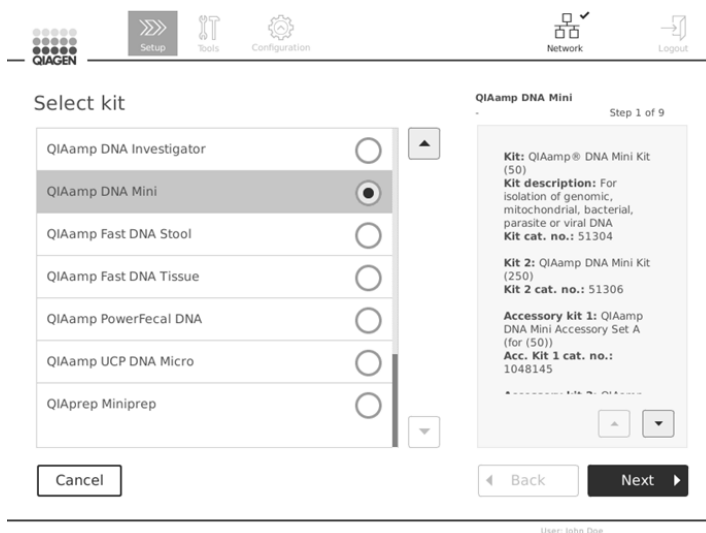 QIAGEN
Setup
Tools
Configuration
Network
Logout
Select kit
QIAamp DNA Investigator
QIAamp DNA Mini
QIAamp Fast DNA Stool
QIAamp Fast DNA Tissue
QIAamp PowerFecal DNA
QIAamp UCP DNA Micro
QIAprep Miniprep
Cancel
QIAamp DNA Mini
-
Step 1 of 9
Kit: QIAamp® DNA Mini Kit
(50)
Kit description: For
isolation of genomic,
mitochondrial, bacterial,
parasite or viral DNA
Kit cat. no.: 51304
Kit 2: QIAamp DNA Mini Kit
(250)
Kit 2 cat. no.: 51306
Accessory kit 1: QIAamp
DNA Mini Accessory Set A
(for (50))
Acc. Kit 1 cat. no.:
1048145
Accessory kit 2: QIAamp
Back
Next
User: John Doe